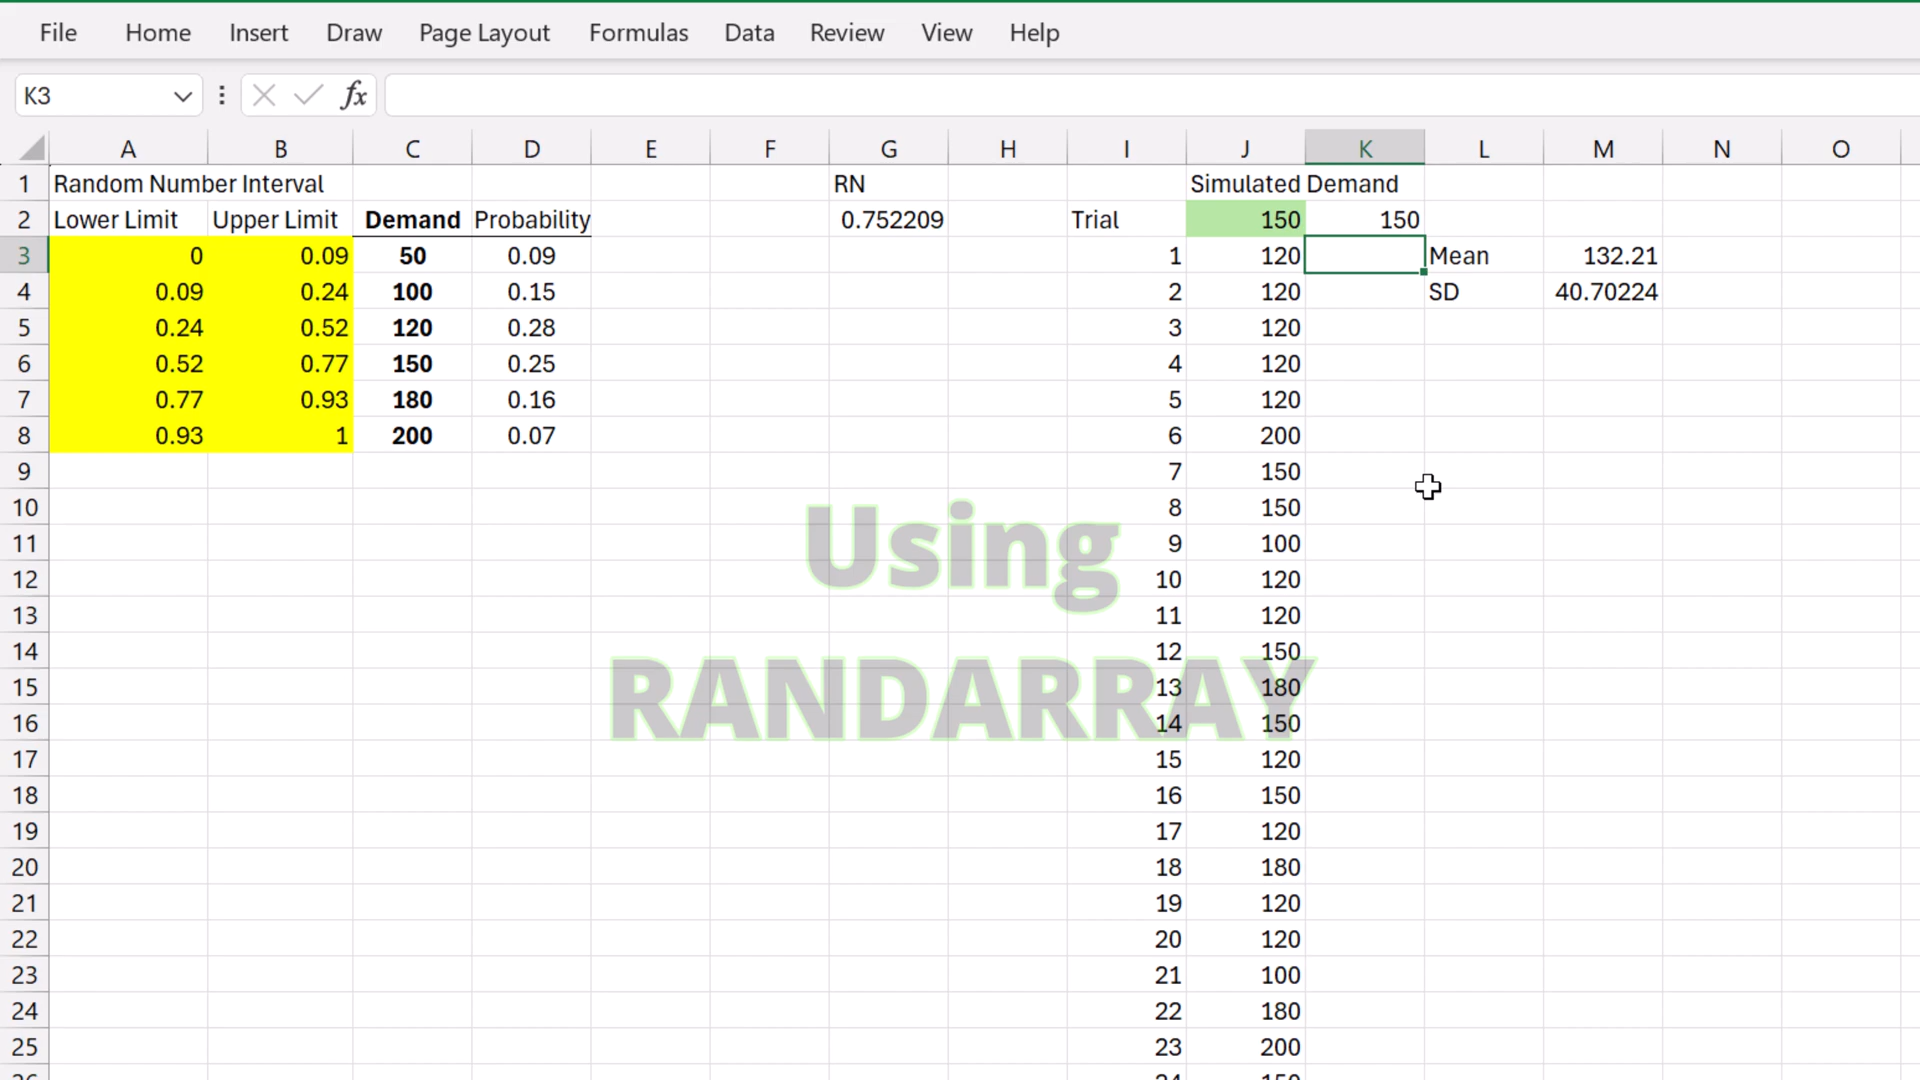 File Home Insert Draw Page Layout Formulas Data Review View Help
K3 fx
A B C D E F G H I J K L M N O
1 Random Number Interval RN Simulated Demand
2 Lower Limit Upper Limit Demand Probability 0.752209 Trial 150 150
3 0 0.09 50 0.09 1 120 Mean 132.21
4 0.09 0.24 100 0.15 2 120 SD 40.70224
5 0.24 0.52 120 0.28 3 120
6 0.52 0.77 150 0.25 4 120
7 0.77 0.93 180 0.16 5 120
8 0.93 1 200 0.07 6 200
9 7 150
10 8 150
11 9 100
12 10 120
13 11 120
14 12 150
15 13 180
16 14 150
17 15 120
18 16 150
19 17 120
20 18 180
21 19 120
22 20 120
23 21 100
24 22 180
25 23 200
Using
RANDARRAY